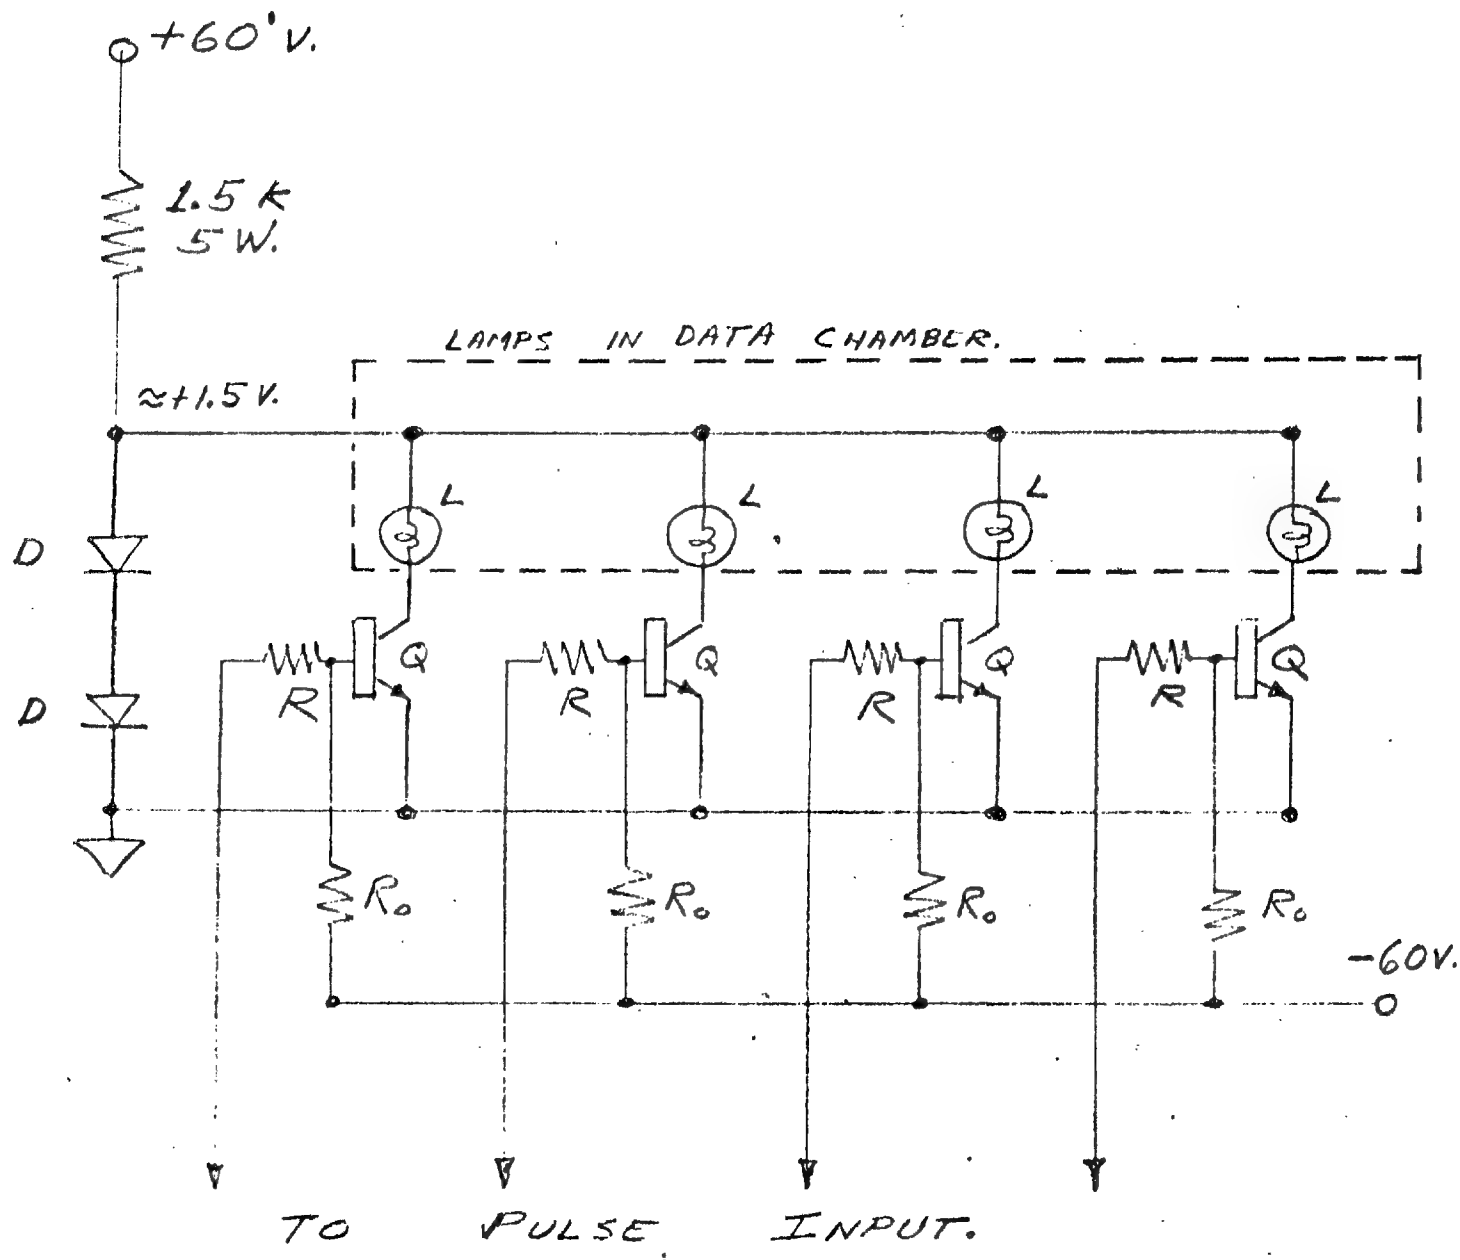 +60 V.
1.5 K
5 W.
LAMPS IN DATA CHAMBER.
≈+1.5 V.
L L L L
D
Q Q Q Q
R R R R
D
R₀ R₀ R₀ R₀
-60V.
TO PULSE INPUT.